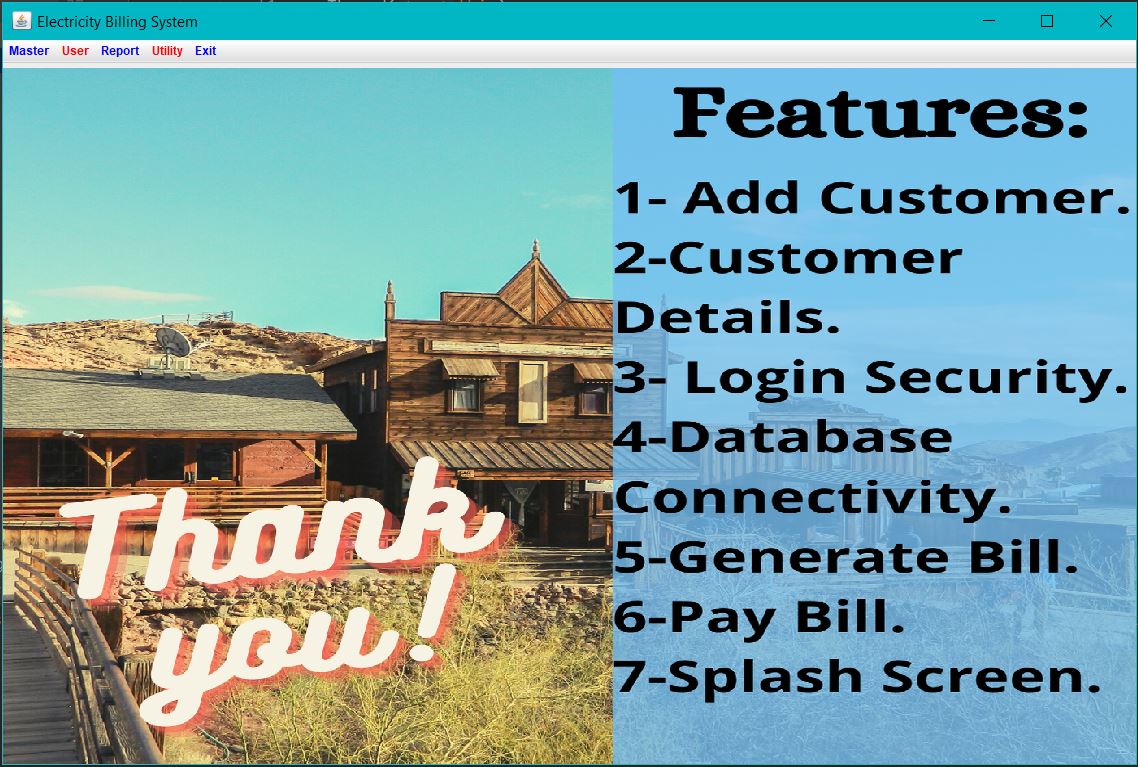 Electricity Billing System
Master User Report Utility Exit
Features:
1- Add Customer.
2-Customer
Details.
3- Login Security.
4-Database
Connectivity.
5-Generate Bill.
6-Pay Bill.
7-Splash Screen.
Thank
you!